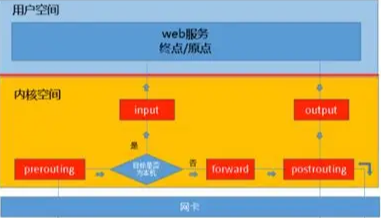 用户空间
web服务
终点/原点
内核空间
input
output
是
prerouting
目标是否
为本机
否
forward
postrouting
网卡